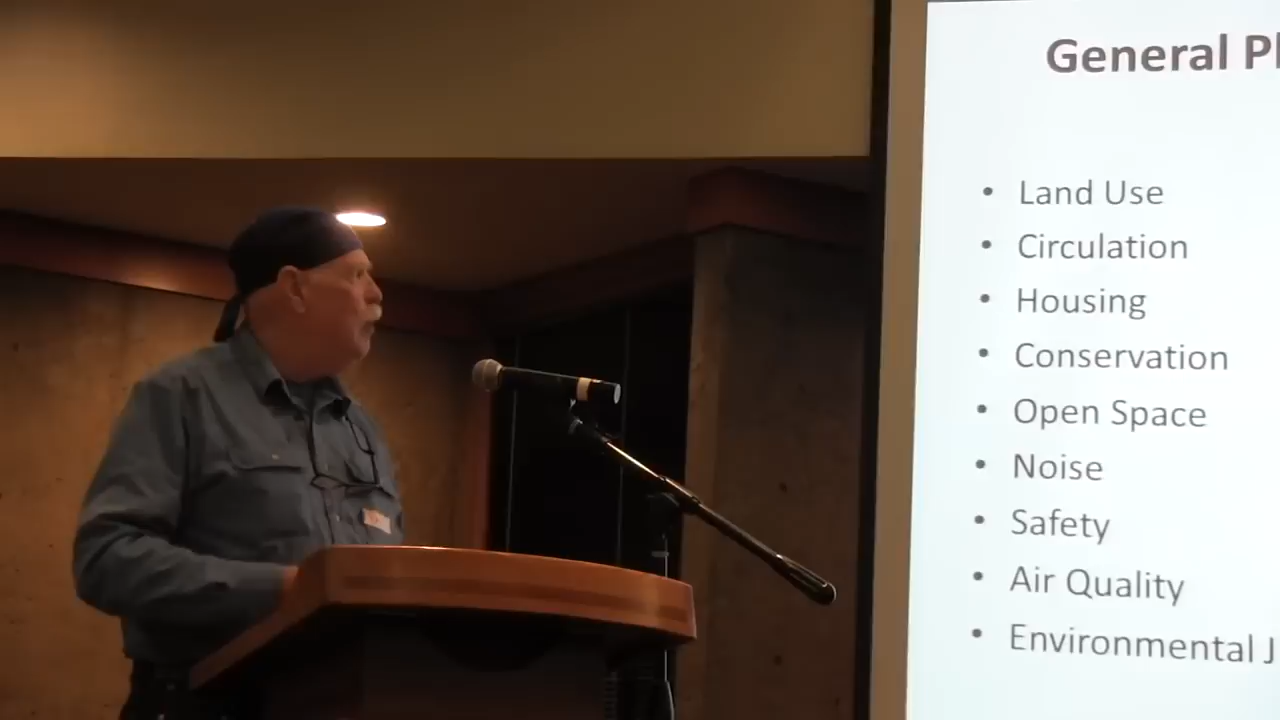 General Pl
• Land Use
• Circulation
• Housing
• Conservation
• Open Space
• Noise
• Safety
• Air Quality
• Environmental J